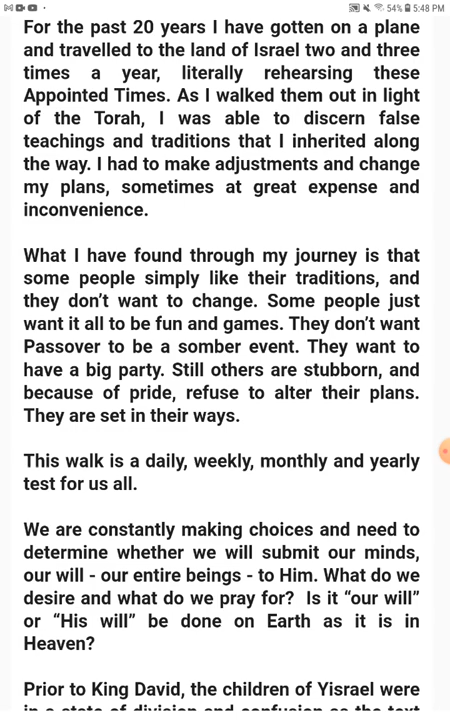 54% 5:48 PM
For the past 20 years I have gotten on a plane
and travelled to the land of Israel two and three
times a year, literally rehearsing these
Appointed Times. As I walked them out in light
of the Torah, I was able to discern false
teachings and traditions that I inherited along
the way. I had to make adjustments and change
my plans, sometimes at great expense and
inconvenience.
What I have found through my journey is that
some people simply like their traditions, and
they don’t want to change. Some people just
want it all to be fun and games. They don’t want
Passover to be a somber event. They want to
have a big party. Still others are stubborn, and
because of pride, refuse to alter their plans.
They are set in their ways.
This walk is a daily, weekly, monthly and yearly
test for us all.
We are constantly making choices and need to
determine whether we will submit our minds,
our will - our entire beings - to Him. What do we
desire and what do we pray for? Is it “our will”
or “His will” be done on Earth as it is in
Heaven?
Prior to King David, the children of Yisrael were
in a state of division and confusion as the text